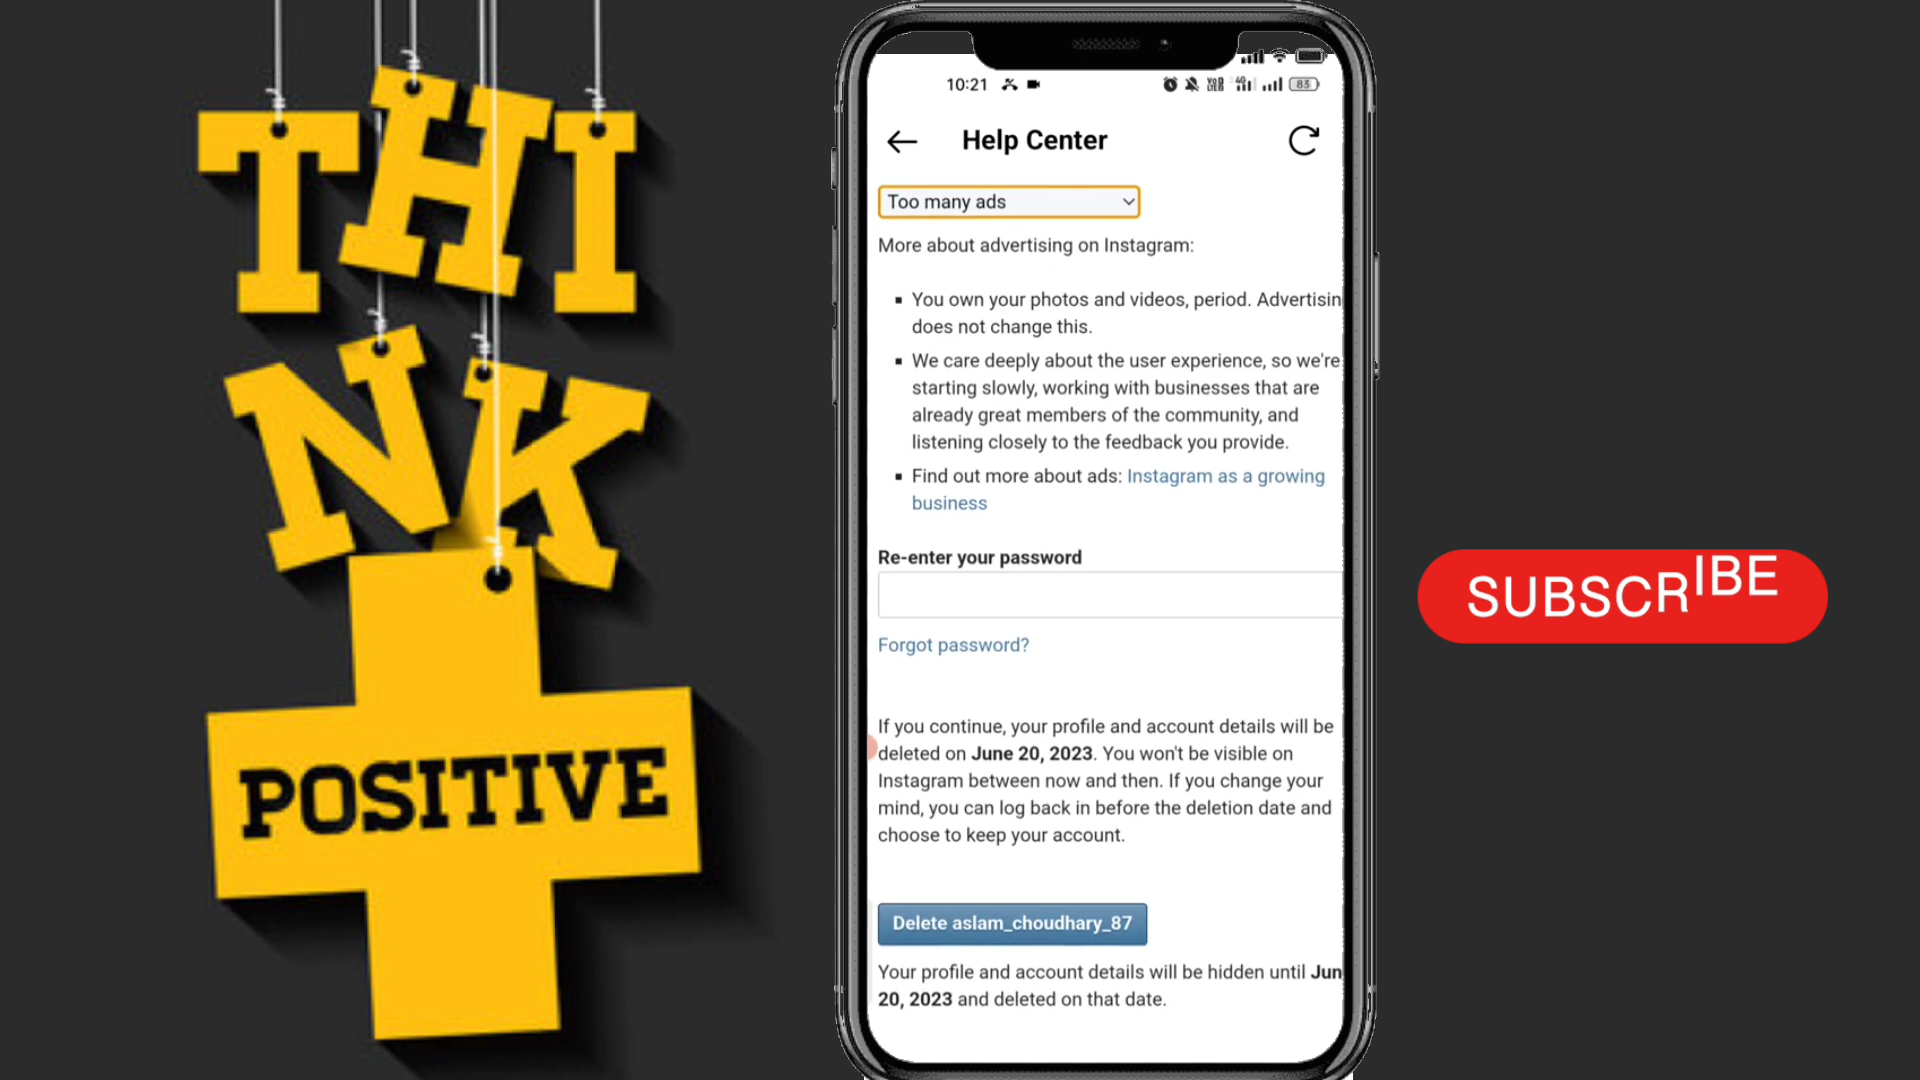 THI
NK
POSITIVE
10:21
VoD
LTE
4G
83
Help Center
Too many ads
More about advertising on Instagram:
You own your photos and videos, period. Advertisin
does not change this.
We care deeply about the user experience, so we're
starting slowly, working with businesses that are
already great members of the community, and
listening closely to the feedback you provide.
Find out more about ads: Instagram as a growing
business
Re-enter your password
Forgot password?
If you continue, your profile and account details will be
deleted on June 20, 2023. You won't be visible on
Instagram between now and then. If you change your
mind, you can log back in before the deletion date and
choose to keep your account.
Delete aslam_choudhary_87
Your profile and account details will be hidden until Jun
20, 2023 and deleted on that date.
SUBSCRIBE